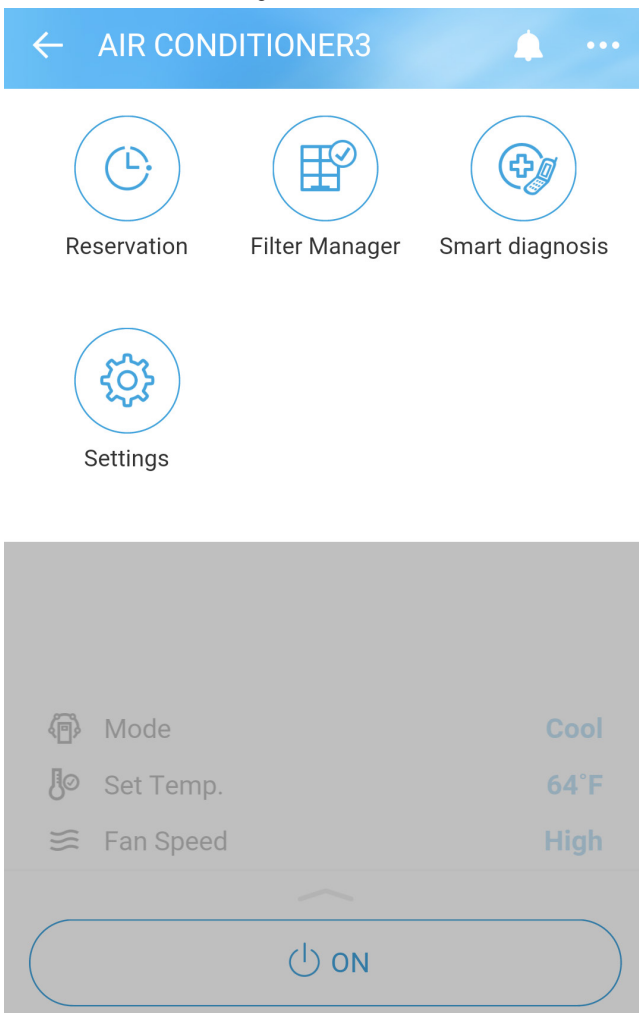 AIR CONDITIONER3
Reservation Filter Manager Smart diagnosis
Settings
Mode Cool
Set Temp. 64°F
Fan Speed High
ON